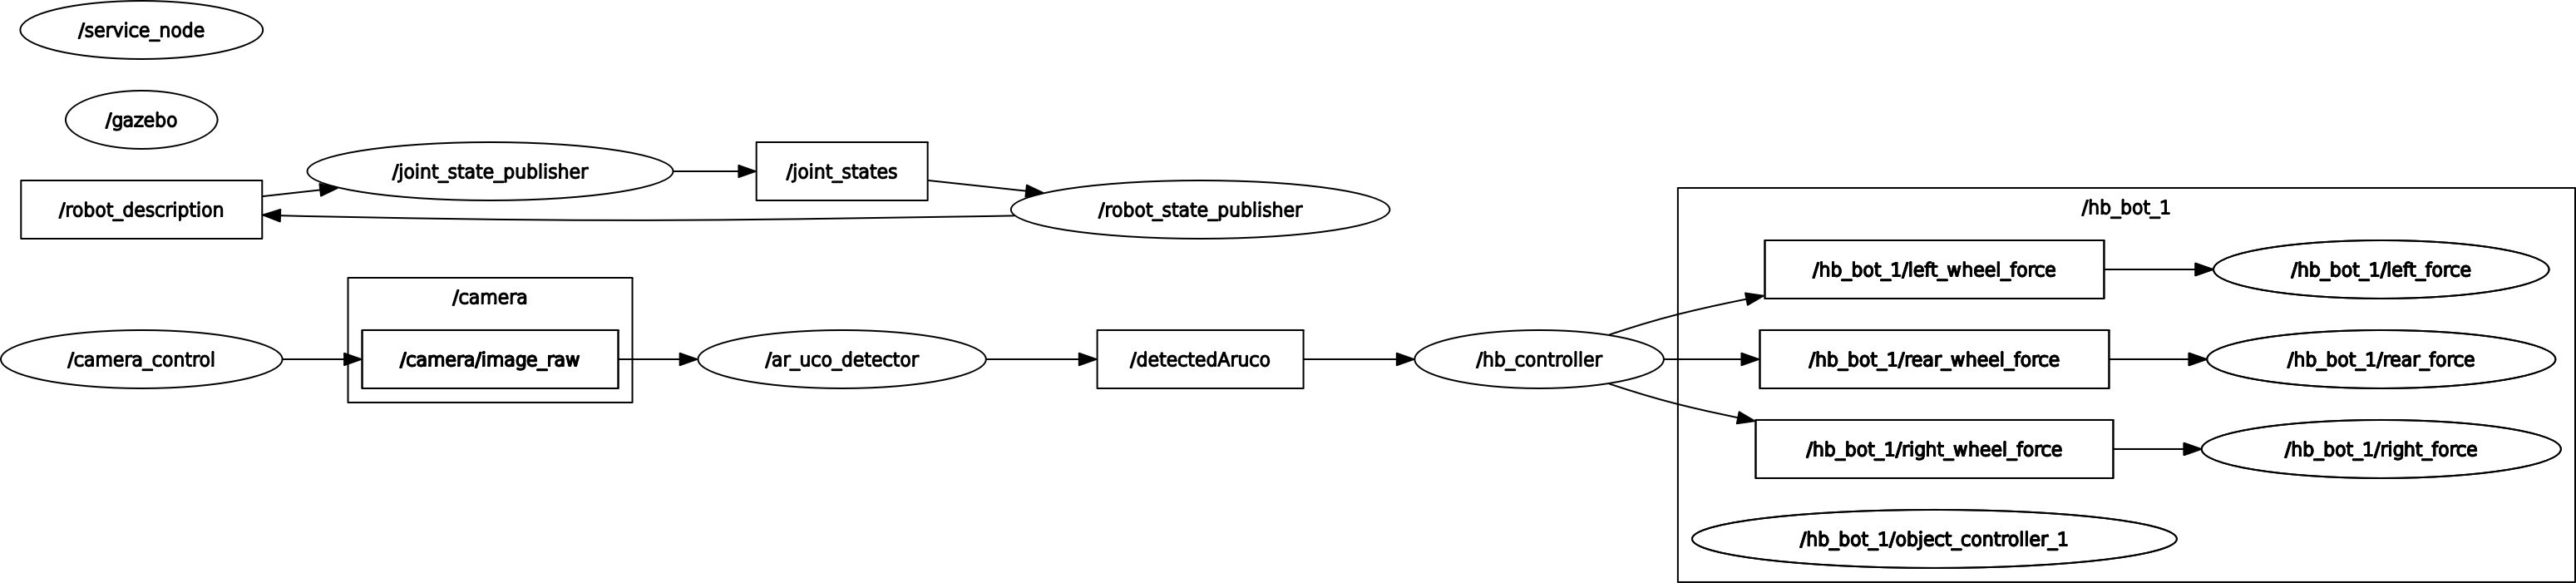 /service_node
/gazebo
/joint_state_publisher
/joint_states
/robot_description
/robot_state_publisher
/hb_bot_1
/hb_bot_1/left_wheel_force
/hb_bot_1/left_force
/camera
/camera_control
/camera/image_raw
/ar_uco_detector
/detectedAruco
/hb_controller
/hb_bot_1/rear_wheel_force
/hb_bot_1/rear_force
/hb_bot_1/right_wheel_force
/hb_bot_1/right_force
/hb_bot_1/object_controller_1